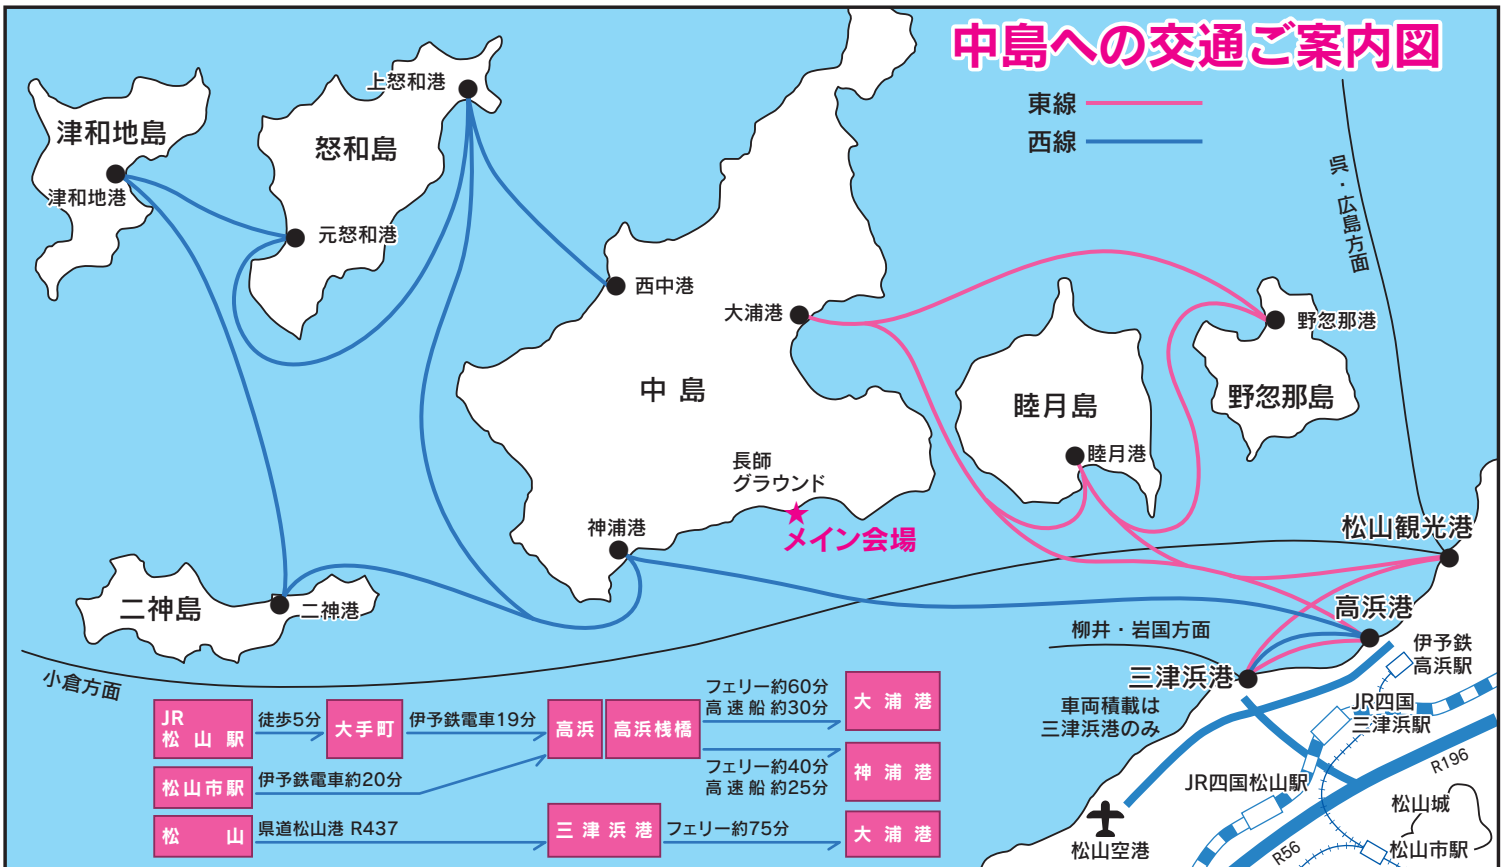 中島への交通ご案内図
東線
西線
上怒和港
津和地島
怒和島
津和地港
元怒和港
呉・広島方面
西中港
大浦港
野忽那港
中島
睦月島
野忽那島
長師
グラウンド
睦月港
メイン会場
神浦港
松山観光港
二神島
二神港
高浜港
柳井・岩国方面
小倉方面
三津浜港
伊予鉄
高浜駅
車両積載は
三津浜港のみ
JR四国
三津浜駅
JR四国松山駅
R196
松山城
松山空港
R56
松山市駅
JR
松山駅
徒歩5分
大手町
伊予鉄電車19分
高浜
高浜桟橋
フェリー約60分
高速船 約30分
大浦港
フェリー約40分
高速船 約25分
神浦港
松山市駅
伊予鉄電車約20分
松山
県道松山港 R437
三津浜港
フェリー約75分
大浦港